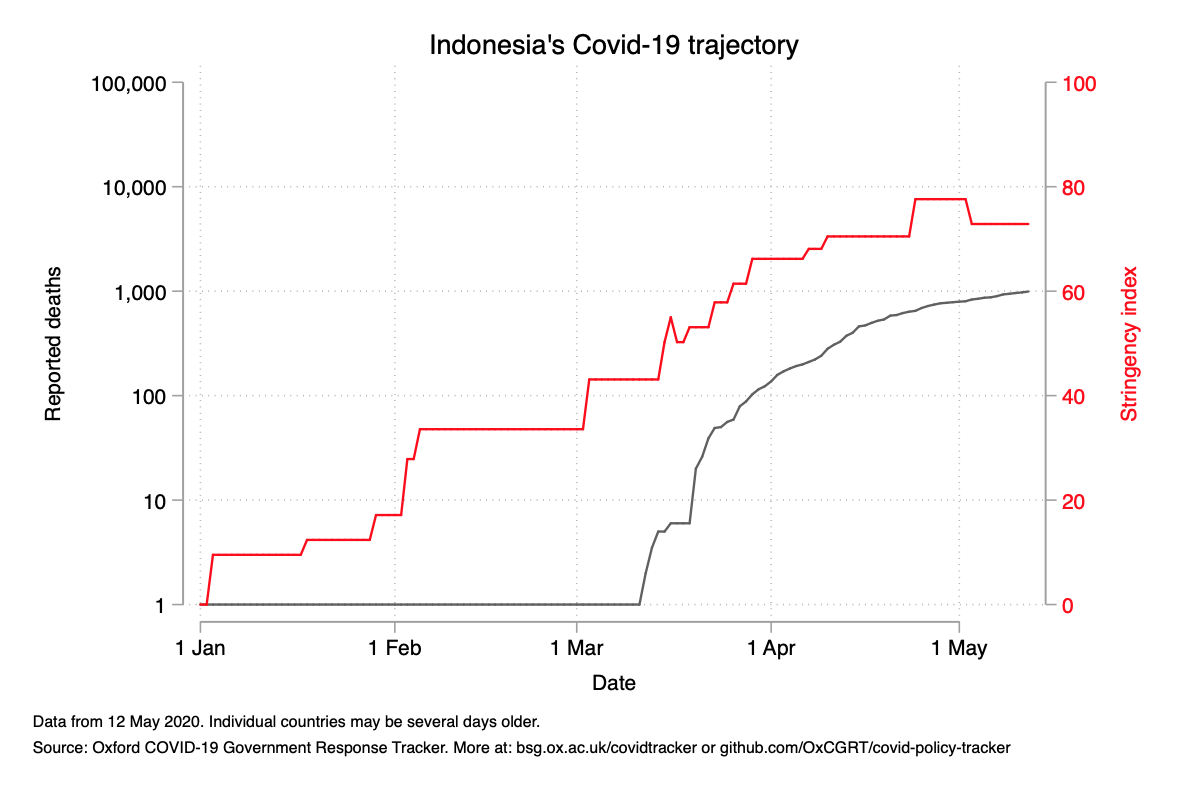 Indonesia's Covid-19 trajectory
100,000
10,000
1,000
100
10
1
Reported deaths
100
80
60
40
20
0
Stringency index
1 Jan 1 Feb 1 Mar 1 Apr 1 May
Date
Data from 12 May 2020. Individual countries may be several days older.
Source: Oxford COVID-19 Government Response Tracker. More at: bsg.ox.ac.uk/covidtracker or github.com/OxCGRT/covid-policy-tracker